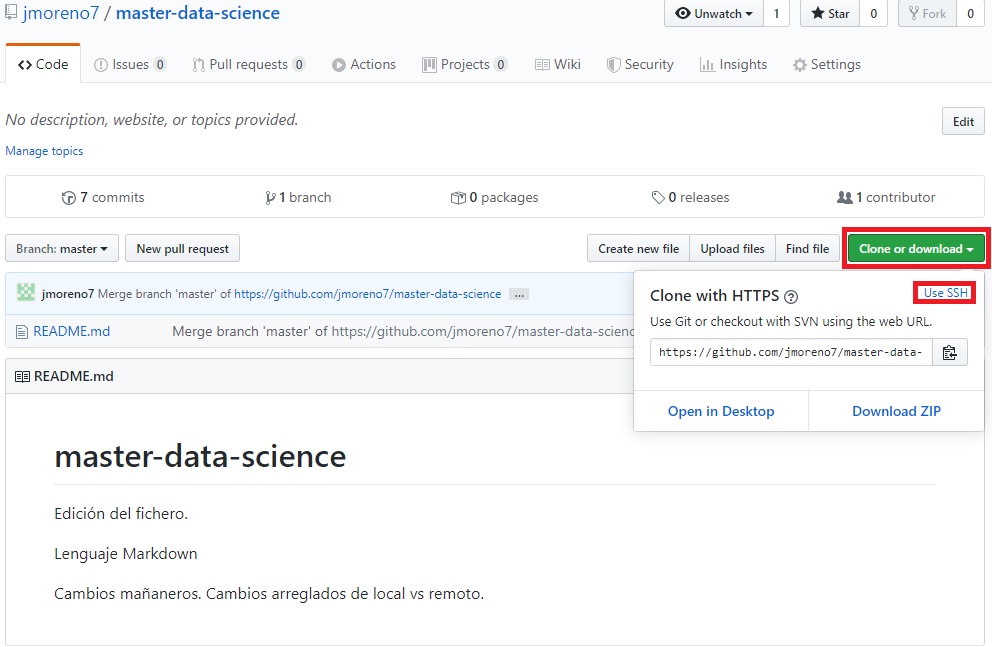 jmoreno7 / master-data-science
Unwatch 1 Star 0 Fork 0
Code Issues 0 Pull requests 0 Actions Projects 0 Wiki Security Insights Settings
No description, website, or topics provided.
Edit
Manage topics
7 commits 1 branch 0 packages 0 releases 1 contributor
Branch: master New pull request Create new file Upload files Find file Clone or download
jmoreno7 Merge branch 'master' of https://github.com/jmoreno7/master-data-science ...
README.md Merge branch 'master' of https://github.com/jmoreno7/master-data-scienc
Clone with HTTPS ? Use SSH
Use Git or checkout with SVN using the web URL.
https://github.com/jmoreno7/master-data-
Open in Desktop Download ZIP
README.md
master-data-science
Edición del fichero.
Lenguaje Markdown
Cambios mañaneros. Cambios arreglados de local vs remoto.